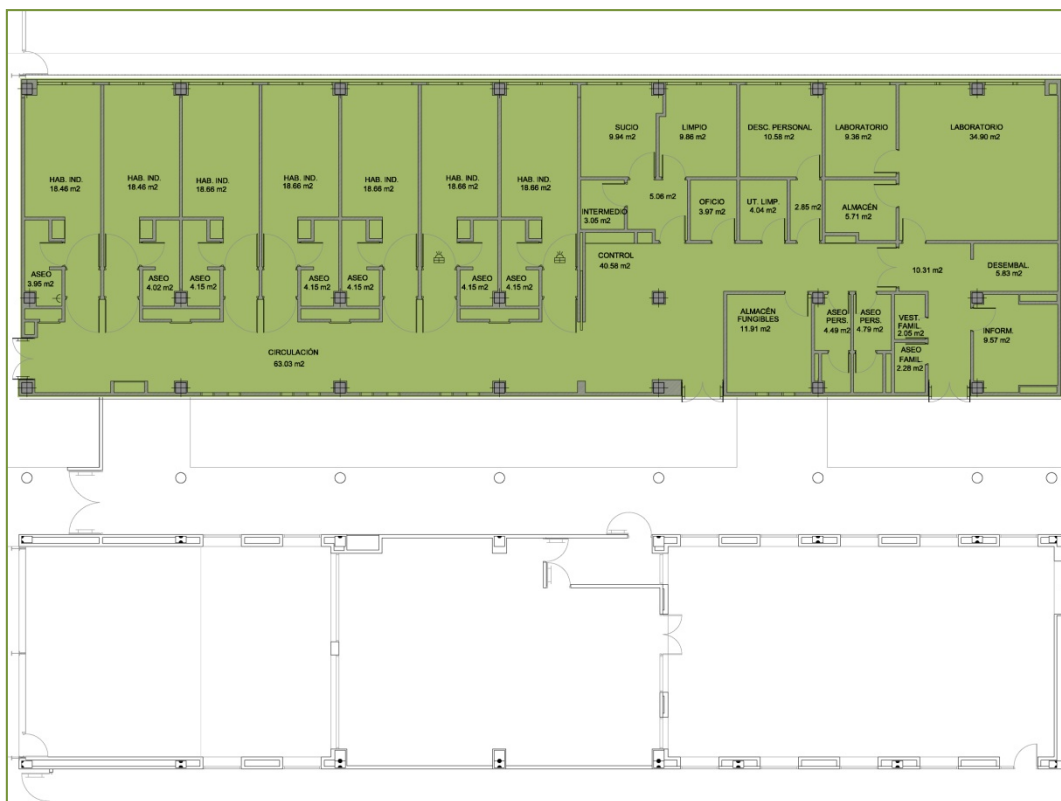 SUCIO
9.94 m2
LIMPIO
9.86 m2
DESC. PERSONAL
10.58 m2
LABORATORIO
9.36 m2
LABORATORIO
34.90 m2
HAB. IND.
18.46 m2
HAB. IND.
18.46 m2
HAB. IND.
18.66 m2
HAB. IND.
18.66 m2
HAB. IND.
18.66 m2
HAB. IND.
18.66 m2
HAB. IND.
18.66 m2
INTERMEDIO
3.05 m2
5.06 m2
OFICIO
3.97 m2
UT. LIMP.
4.04 m2
2.85 m2
ALMACÉN
5.71 m2
CONTROL
40.58 m2
10.31 m2
DESEMBAL.
5.83 m2
ASEO
3.95 m2
ASEO
4.02 m2
ASEO
4.15 m2
ASEO
4.15 m2
ASEO
4.15 m2
ASEO
4.15 m2
ASEO
4.15 m2
ALMACÉN
FUNGIBLES
11.91 m2
ASEO
PERS.
4.49 m2
ASEO
PERS.
4.79 m2
VEST.
FAMIL.
2.05 m2
INFORM.
9.57 m2
ASEO
FAMIL.
2.28 m2
CIRCULACIÓN
63.03 m2